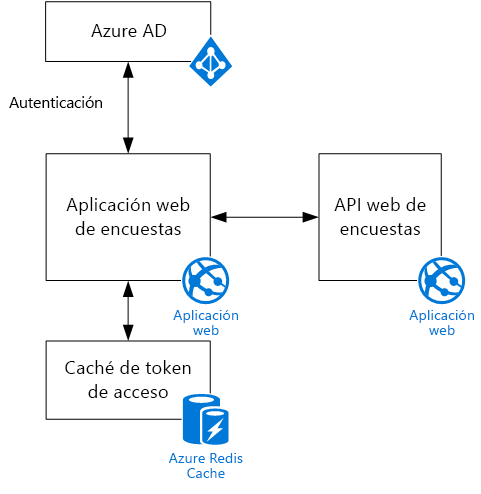 Azure AD
Autenticación
Aplicación web
de encuestas
API web de
encuestas
Aplicación
web
Aplicación
web
Caché de token
de acceso
Azure Redis
Cache